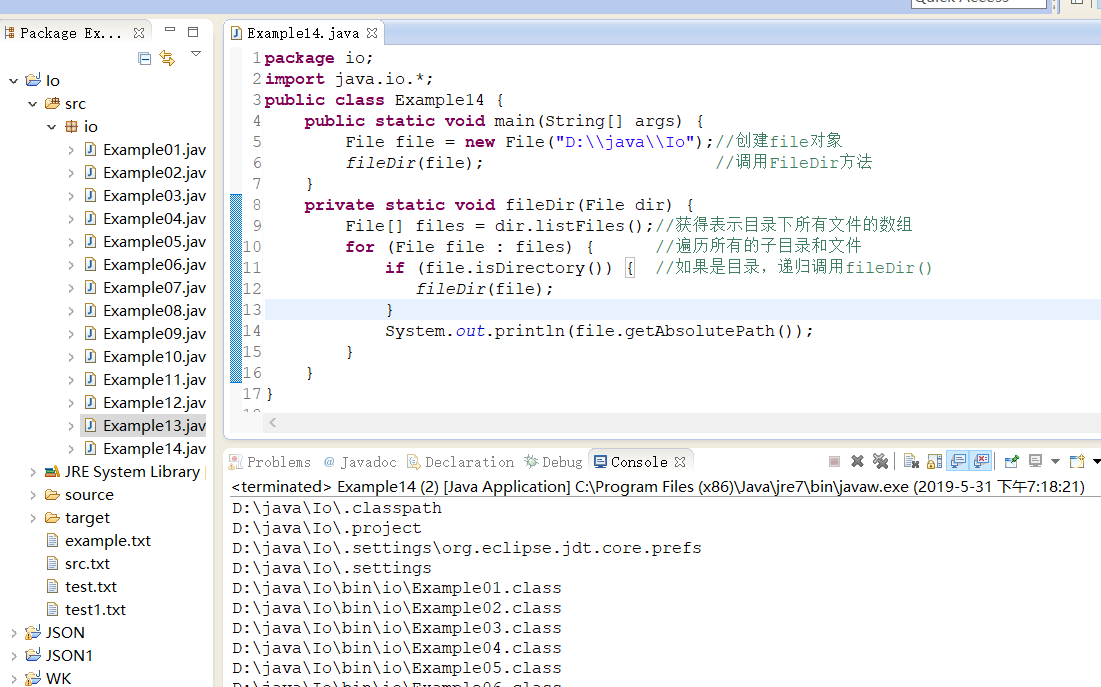 Quick Access
Package Ex...
Io
src
io
Example01.jav
Example02.jav
Example03.jav
Example04.jav
Example05.jav
Example06.jav
Example07.jav
Example08.jav
Example09.jav
Example10.jav
Example11.jav
Example12.jav
Example13.jav
Example14.jav
JRE System Library
source
target
example.txt
src.txt
test.txt
test1.txt
JSON
JSON1
WK
Example14.java
1 package io;
2 import java.io.*;
3 public class Example14 {
4 public static void main(String[] args) {
5 File file = new File("D:\\java\\Io");//创建file对象
6 fileDir(file); //调用FileDir方法
7 }
8 private static void fileDir(File dir) {
9 File[] files = dir.listFiles();//获得表示目录下所有文件的数组
10 for (File file : files) { //遍历所有的子目录和文件
11 if (file.isDirectory()) { //如果是目录，递归调用fileDir()
12 fileDir(file);
13 }
14 System.out.println(file.getAbsolutePath());
15 }
16 }
17 }
Problems @ Javadoc Declaration Debug Console
<terminated> Example14 (2) [Java Application] C:\Program Files (x86)\Java\jre7\bin\javaw.exe (2019-5-31 下午7:18:21)
D:\java\Io\.classpath
D:\java\Io\.project
D:\java\Io\.settings\org.eclipse.jdt.core.prefs
D:\java\Io\.settings
D:\java\Io\bin\io\Example01.class
D:\java\Io\bin\io\Example02.class
D:\java\Io\bin\io\Example03.class
D:\java\Io\bin\io\Example04.class
D:\java\Io\bin\io\Example05.class
D:\java\Io\bin\io\Example06.class